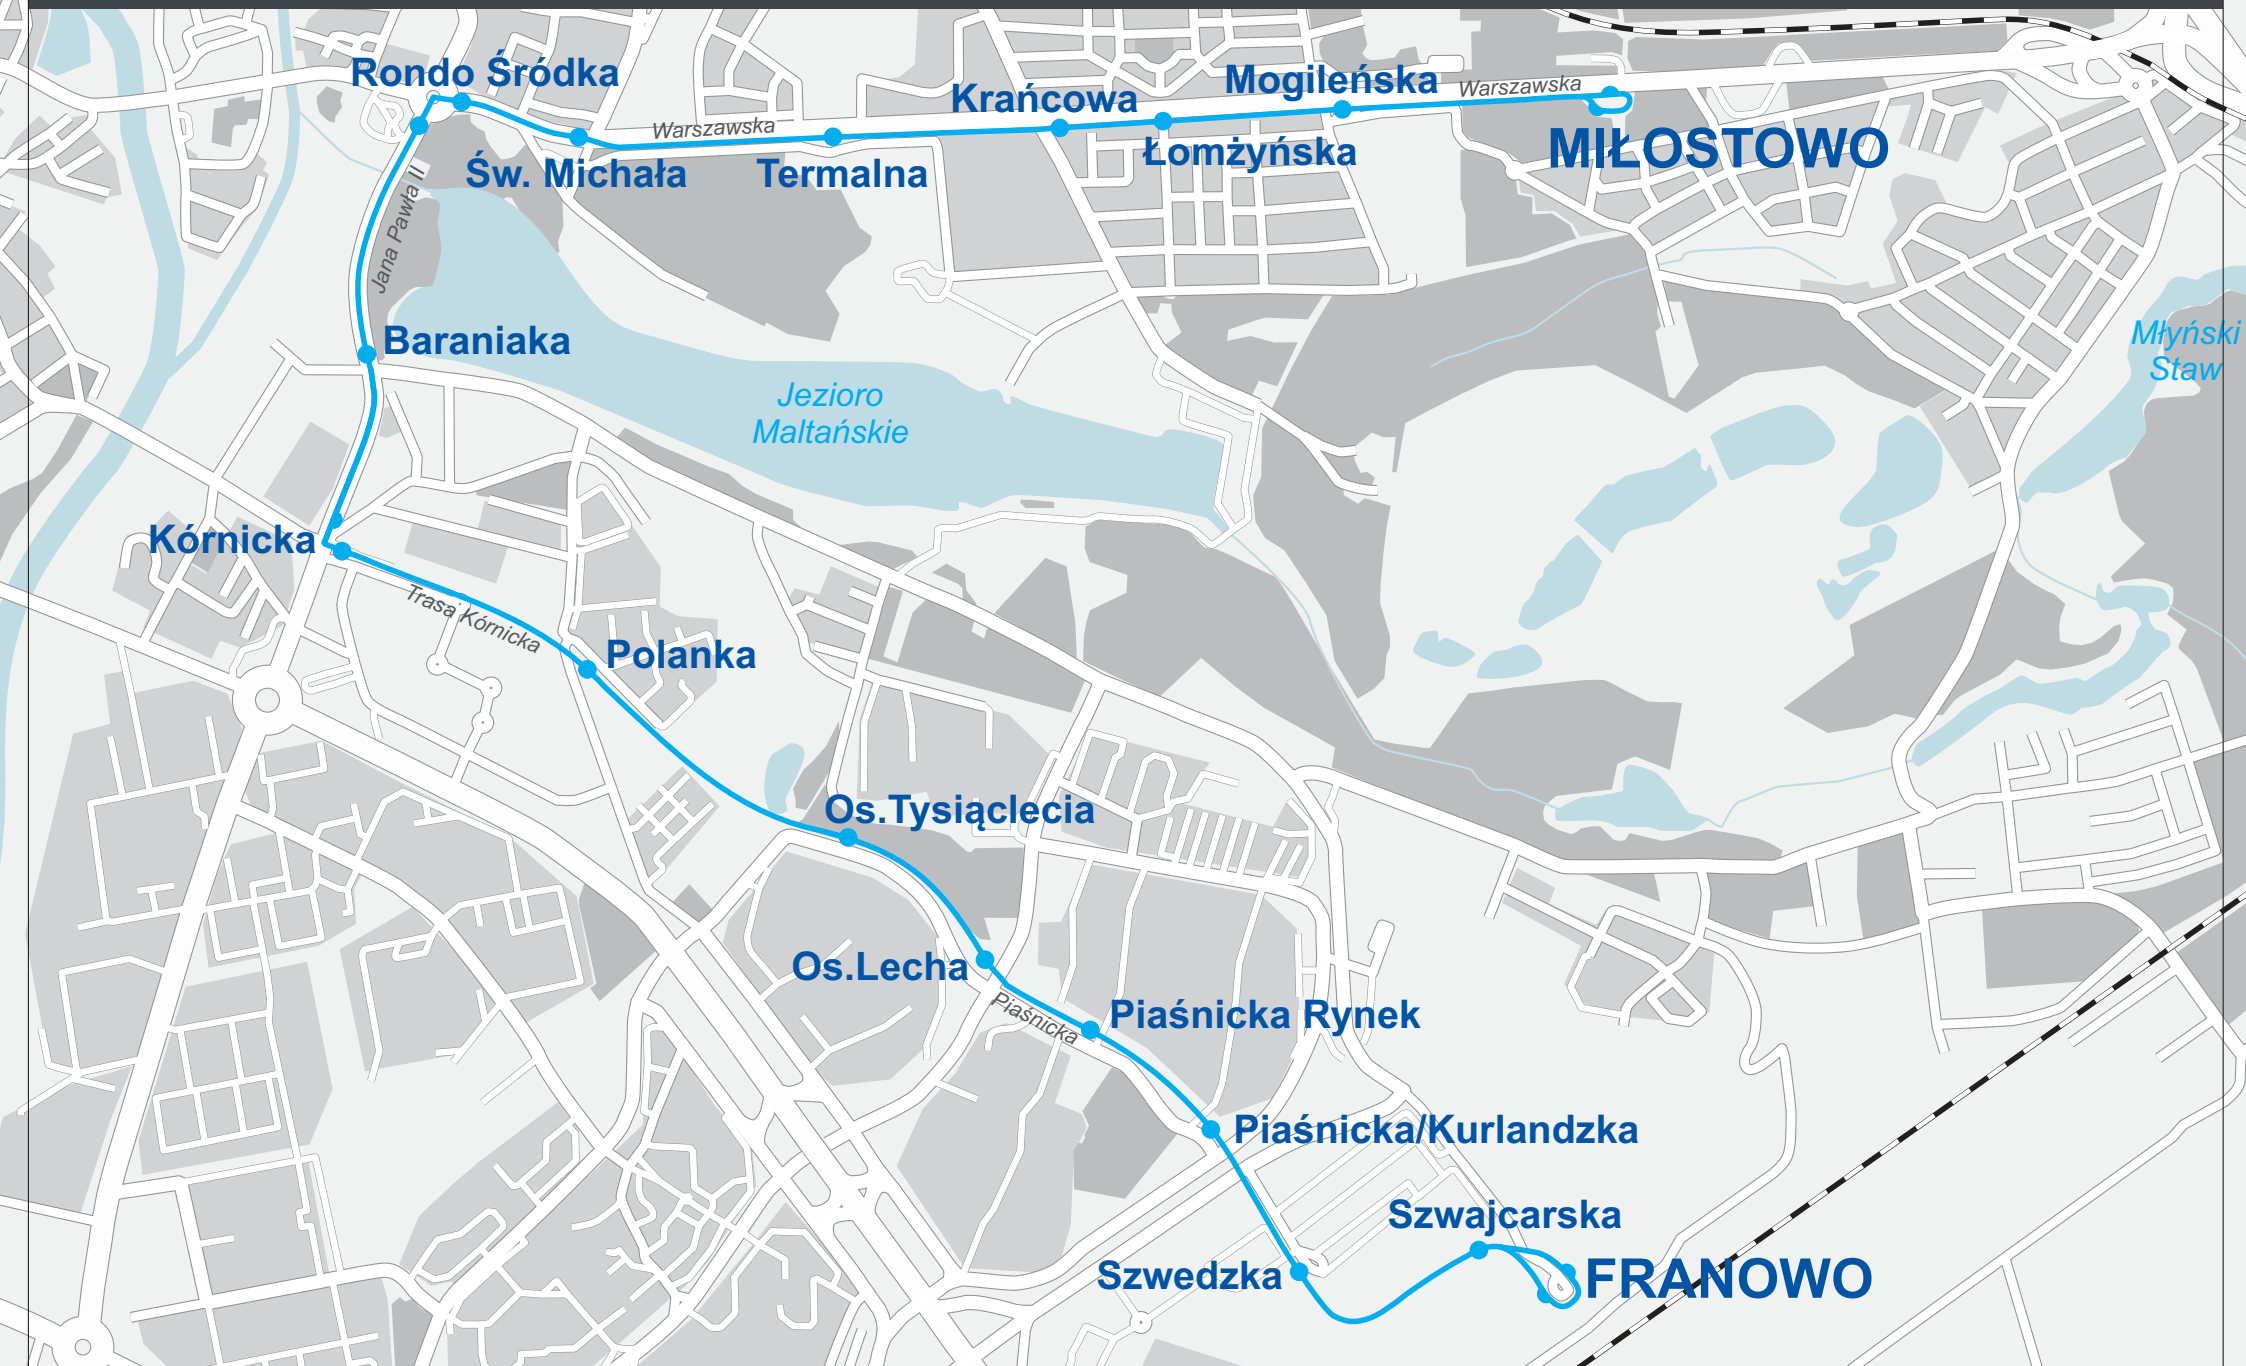 Rondo Śródka
Mogileńska
Krańcowa
Warszawska
Warszawska
MIŁOSTOWO
Łomżyńska
Św. Michała
Termalna
Jana Pawła II
Baraniaka
Młyński
Staw
Jezioro
Maltańskie
Kórnicka
Trasa Kórnicka
Polanka
Os.Tysiąclecia
Os.Lecha
Piaśnicka
Piaśnicka Rynek
Piaśnicka/Kurlandzka
Szwajcarska
Szwedzka
FRANOWO